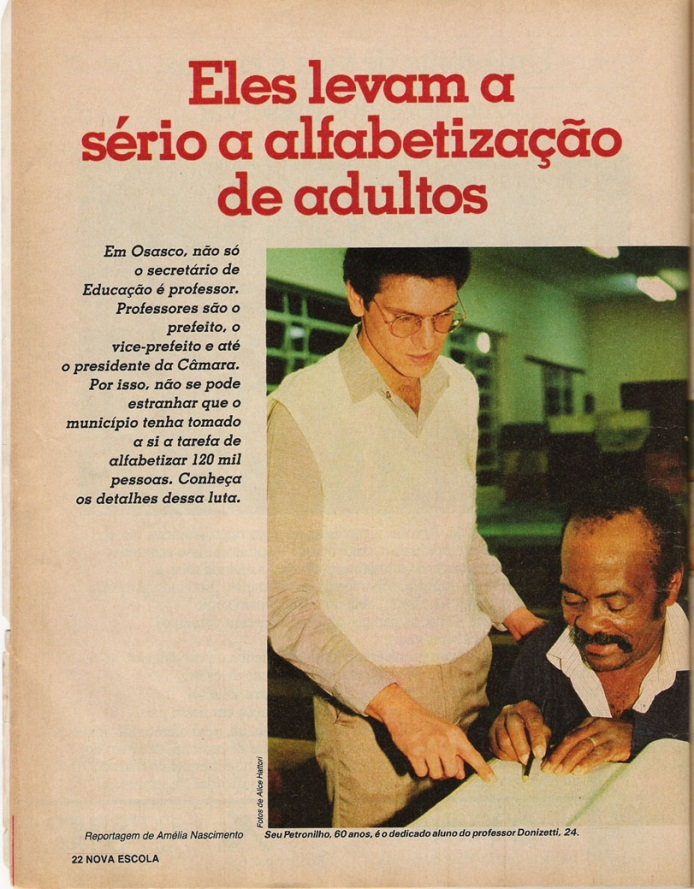 Eles levam a
sério a alfabetização
de adultos
Em Osasco, não só
o secretário de
Educação é professor.
Professores são o
prefeito, o
vice-prefeito e até
o presidente da Câmara.
Por isso, não se pode
estranhar que o
município tenha tomado
a si a tarefa de
alfabetizar 120 mil
pessoas. Conheça
os detalhes dessa luta.
Fotos de Alice Hattori
Reportagem de Amélia Nascimento
Seu Petronilho, 60 anos, é o dedicado aluno do professor Donizetti, 24.
22 NOVA ESCOLA